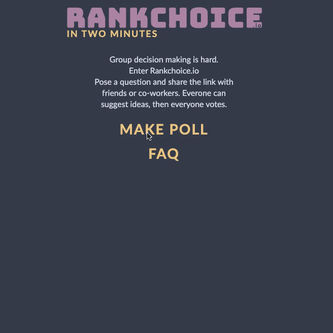 RANKCHOICE.io
IN TWO MINUTES
Group decision making is hard.
Enter Rankchoice.io
Pose a question and share the link with
friends or co-workers. Everone can
suggest ideas, then everyone votes.
MAKE POLL
FAQ